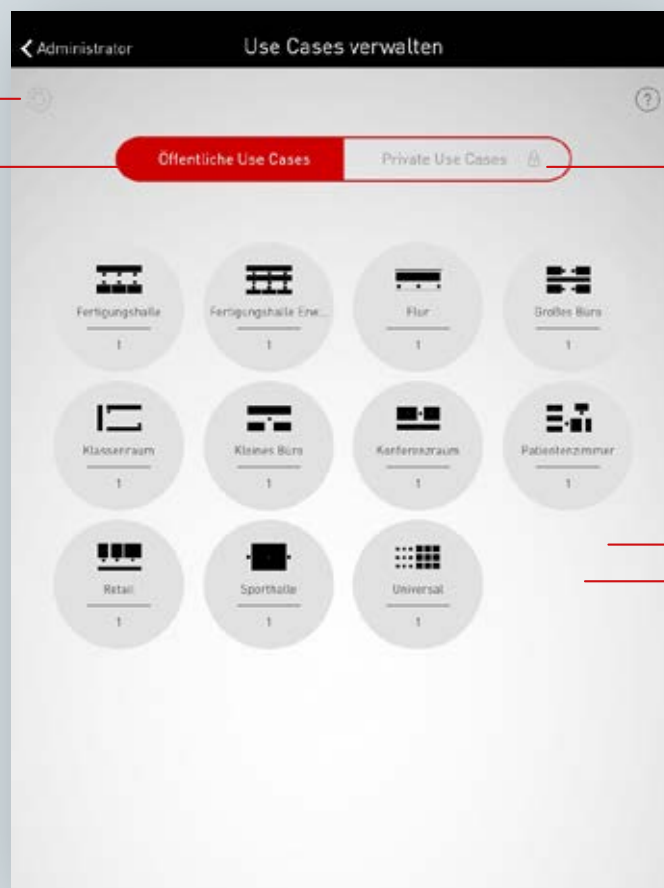 Administrator
Use Cases verwalten
?
Öffentliche Use Cases
Private Use Cases
Fertigungshalle
1
Fertigungshalle Erw...
1
Flur
1
Großes Büro
1
Klassenraum
1
Kleines Büro
1
Konferenzraum
1
Patientenzimmer
1
Retail
1
Sporthalle
1
Universal
1